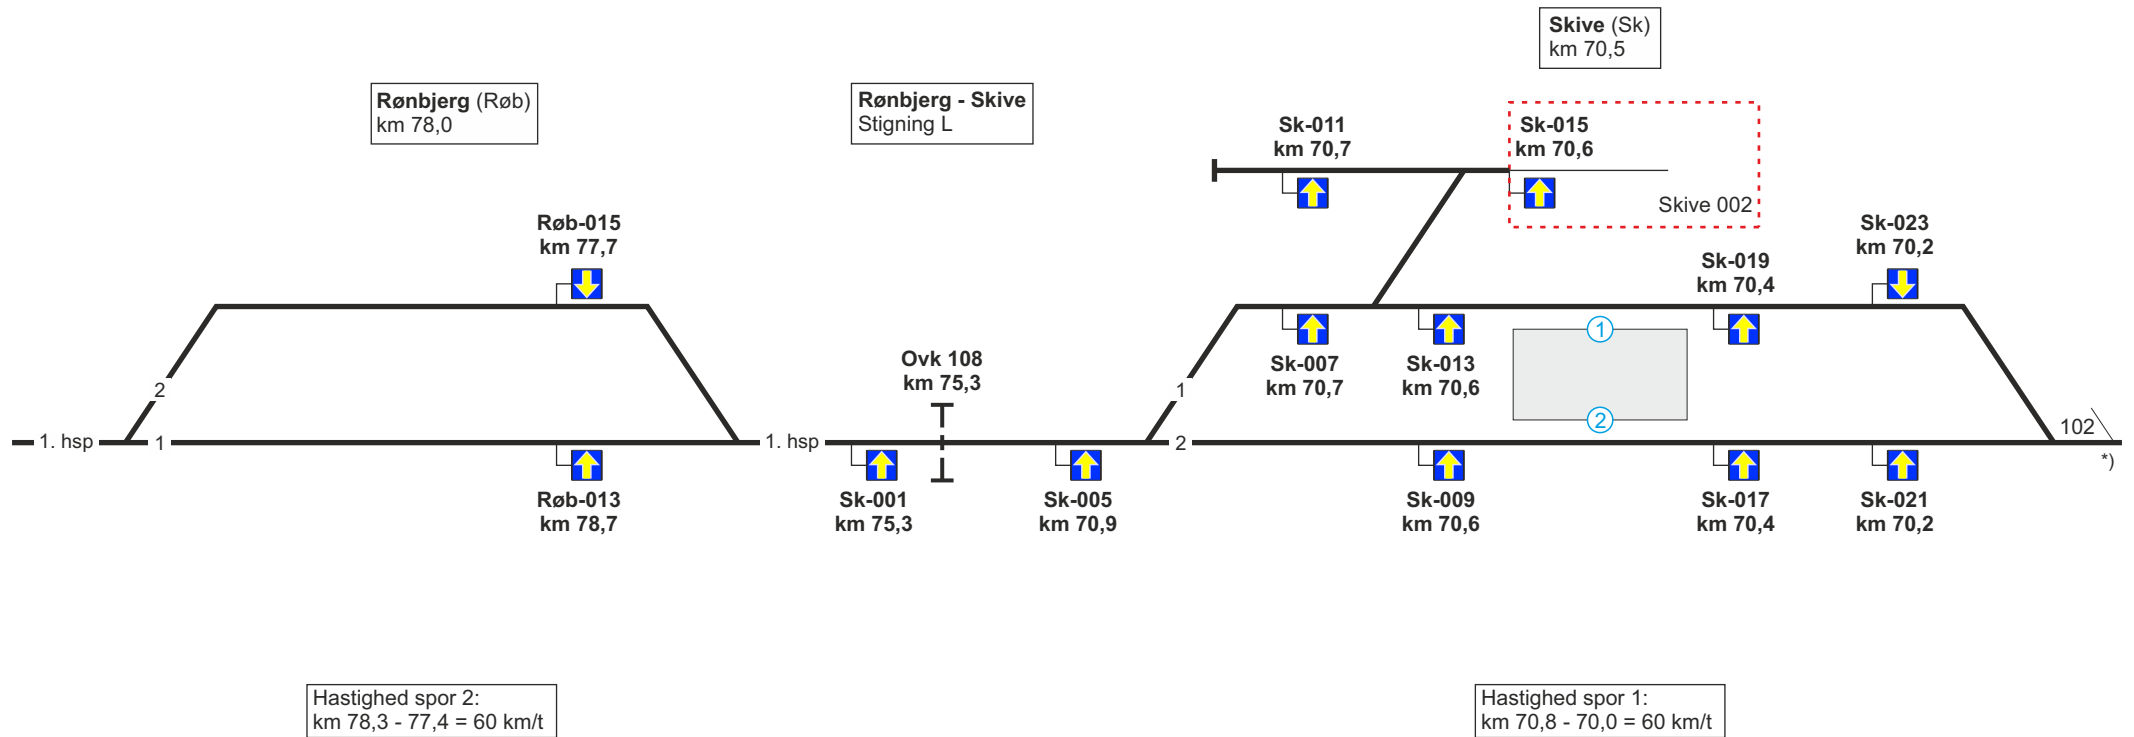 Skive (Sk)
km 70,5
Rønbjerg (Røb)
km 78,0
Rønbjerg - Skive
Stigning L
Sk-011
km 70,7
Sk-015
km 70,6
Skive 002
Røb-015
km 77,7
Sk-023
km 70,2
Sk-019
km 70,4
1
Ovk 108
km 75,3
Sk-007
km 70,7
Sk-013
km 70,6
2
1
2
102
1. hsp
1
1. hsp
2
*)
Røb-013
km 78,7
Sk-001
km 75,3
Sk-005
km 70,9
Sk-009
km 70,6
Sk-017
km 70,4
Sk-021
km 70,2
Hastighed spor 2:
km 78,3 - 77,4 = 60 km/t
Hastighed spor 1:
km 70,8 - 70,0 = 60 km/t